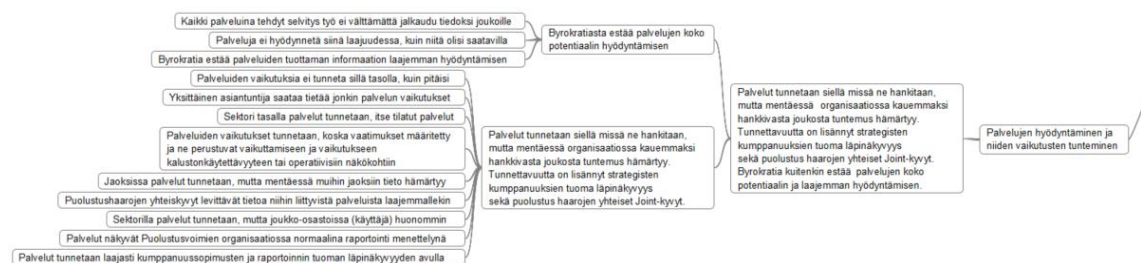 Kaikki palveluina tehdyt selvitys työ ei välttämättä jalkaudu tiedoksi joukoille
Palveluja ei hyödynnetä siinä laajuudessa, kuin niitä olisi saatavilla
Byrokratia estää palveluiden tuottaman informaation laajemman hyödyntämisen
Byrokratiasta estää palvelujen koko
potentiaalin hyödyntämisen
Palveluiden vaikutuksia ei tunneta sillä tasolla, kuin pitäisi
Yksittäinen asiantuntija saataa tietää jonkin palvelun vaikutukset
Sektori tasalla palvelut tunnetaan, itse tilatut palvelut
Palveluiden vaikutukset tunnetaan, koska vaatimukset määritetty
ja ne perustuvat vaikuttamiseen ja vaikutukseen
kalustonkäytettävyyteen tai operatiivisiin näkökohtiin
Jaoksissa palvelut tunnetaan, mutta mentäessä muihin jaoksiin tieto hämärtyy
Puolustushaarojen yhteiskyvyt levittävät tietoa niihin liittyvistä palveluista laajemmallekin
Sektorilla palvelut tunnetaan, mutta joukko-osastoissa (käyttäjä) huonommin
Palvelut näkyvät Puolustusvoimien organisaatiossa normaalina raportointi menettelynä
Palvelut tunnetaan laajasti kumppanuussopimusten ja raportoinnin tuoman läpinäkyvyyden avulla
Palvelut tunnetaan siellä missä ne hankitaan,
mutta mentäessä organisaatiossa kauemmaksi
hankkivasta joukosta tuntemus hämärtyy.
Tunnettavuutta on lisännyt strategisten
kumppanuuksien tuoma läpinäkyvyys
sekä puolustus haarojen yhteiset Joint-kyvyt.
Palvelut tunnetaan siellä missä ne hankitaan,
mutta mentäessä organisaatiossa kauemmaksi
hankkivasta joukosta tuntemus hämärtyy.
Tunnettavuutta on lisännyt strategisten
kumppanuuksien tuoma läpinäkyvyys
sekä puolustus haarojen yhteiset Joint-kyvyt.
Byrokratia kuitenkin estää palvelujen koko
potentiaalin ja laajemman hyödyntämisen.
Palvelujen hyödyntäminen ja
niiden vaikutusten tunteminen